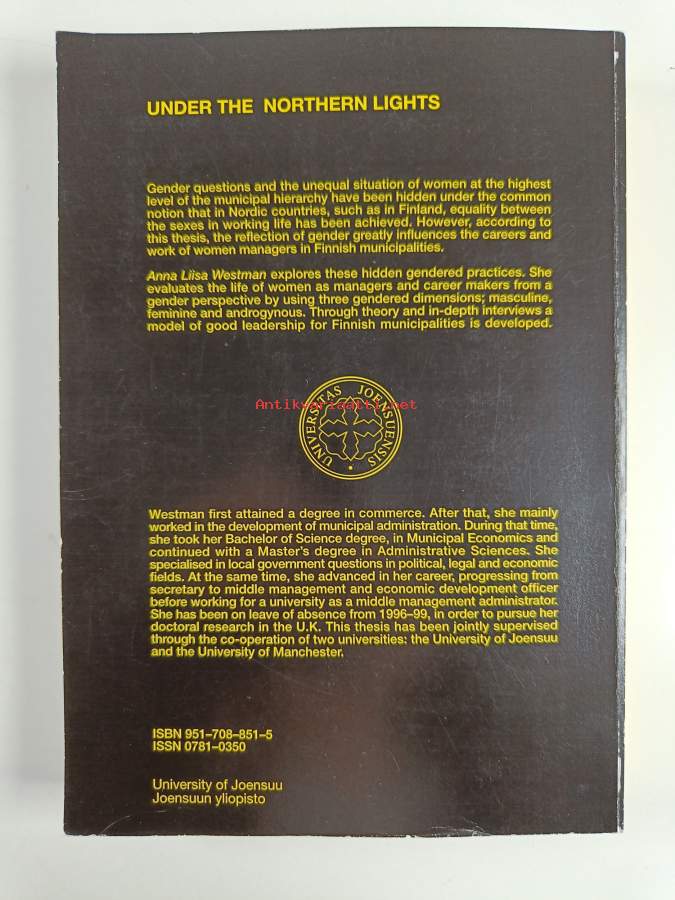 UNDER THE NORTHERN LIGHTS
Gender questions and the unequal situation of women at the highest
level of the municipal hierarchy have been hidden under the common
notion that in Nordic countries, such as in Finland, equality between
the sexes in working life has been achieved. However, according to
this thesis, the reflection of gender greatly influences the careers and
work of women managers in Finnish municipalities.
Anna Liisa Westman explores these hidden gendered practices. She
evaluates the life of women as managers and career makers from a
gender perspective by using three gendered dimensions; masculine,
feminine and androgynous. Through theory and in-depth interviews a
model of good leadership for Finnish municipalities is developed.
UNIVERSITAS JOENSUENSIS
Antikvariaatti.net
Westman first attained a degree in commerce. After that, she mainly
worked in the development of municipal administration. During that time,
she took her Bachelor of Science degree, in Municipal Economics and
continued with a Master's degree in Administrative Sciences. She
specialised in local government questions in political, legal and economic
fields. At the same time, she advanced in her career, progressing from
secretary to middle management and economic development officer
before working for a university as a middle management administrator.
She has been on leave of absence from 1996–99, in order to pursue her
doctoral research in the U.K. This thesis has been jointly supervised
through the co-operation of two universities: the University of Joensuu
and the University of Manchester.
ISBN 951–708–851–5
ISSN 0781–0350
University of Joensuu
Joensuun yliopisto